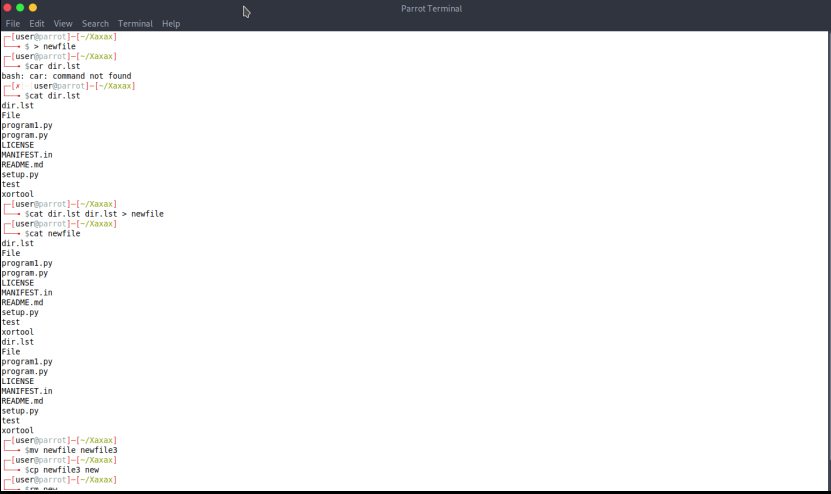 Parrot Terminal
File Edit View Search Terminal Help
┌─[user@parrot]─[~/Xaxax]
└──╼ $ > newfile
┌─[user@parrot]─[~/Xaxax]
└──╼ $car dir.lst
bash: car: command not found
┌─[✗]─[user@parrot]─[~/Xaxax]
└──╼ $cat dir.lst
dir.lst
File
program1.py
program.py
LICENSE
MANIFEST.in
README.md
setup.py
test
xortool
┌─[user@parrot]─[~/Xaxax]
└──╼ $cat dir.lst dir.lst > newfile
┌─[user@parrot]─[~/Xaxax]
└──╼ $cat newfile
dir.lst
File
program1.py
program.py
LICENSE
MANIFEST.in
README.md
setup.py
test
xortool
dir.lst
File
program1.py
program.py
LICENSE
MANIFEST.in
README.md
setup.py
test
xortool
┌─[user@parrot]─[~/Xaxax]
└──╼ $mv newfile newfile3
┌─[user@parrot]─[~/Xaxax]
└──╼ $cp newfile3 new
┌─[user@parrot]─[~/Xaxax]
└──╼ $rm new